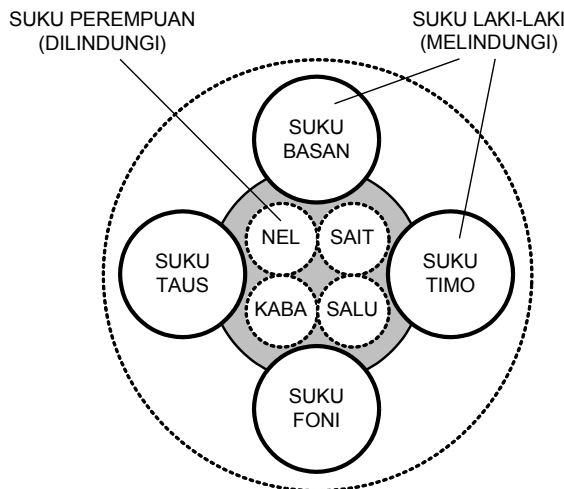 SUKU PEREMPUAN
(DILINDUNGI)
SUKU LAKI-LAKI
(MELINDUNGI)
SUKU
BASAN
NEL
SAIT
SUKU
TAUS
SUKU
TIMO
KABA
SALU
SUKU
FONI